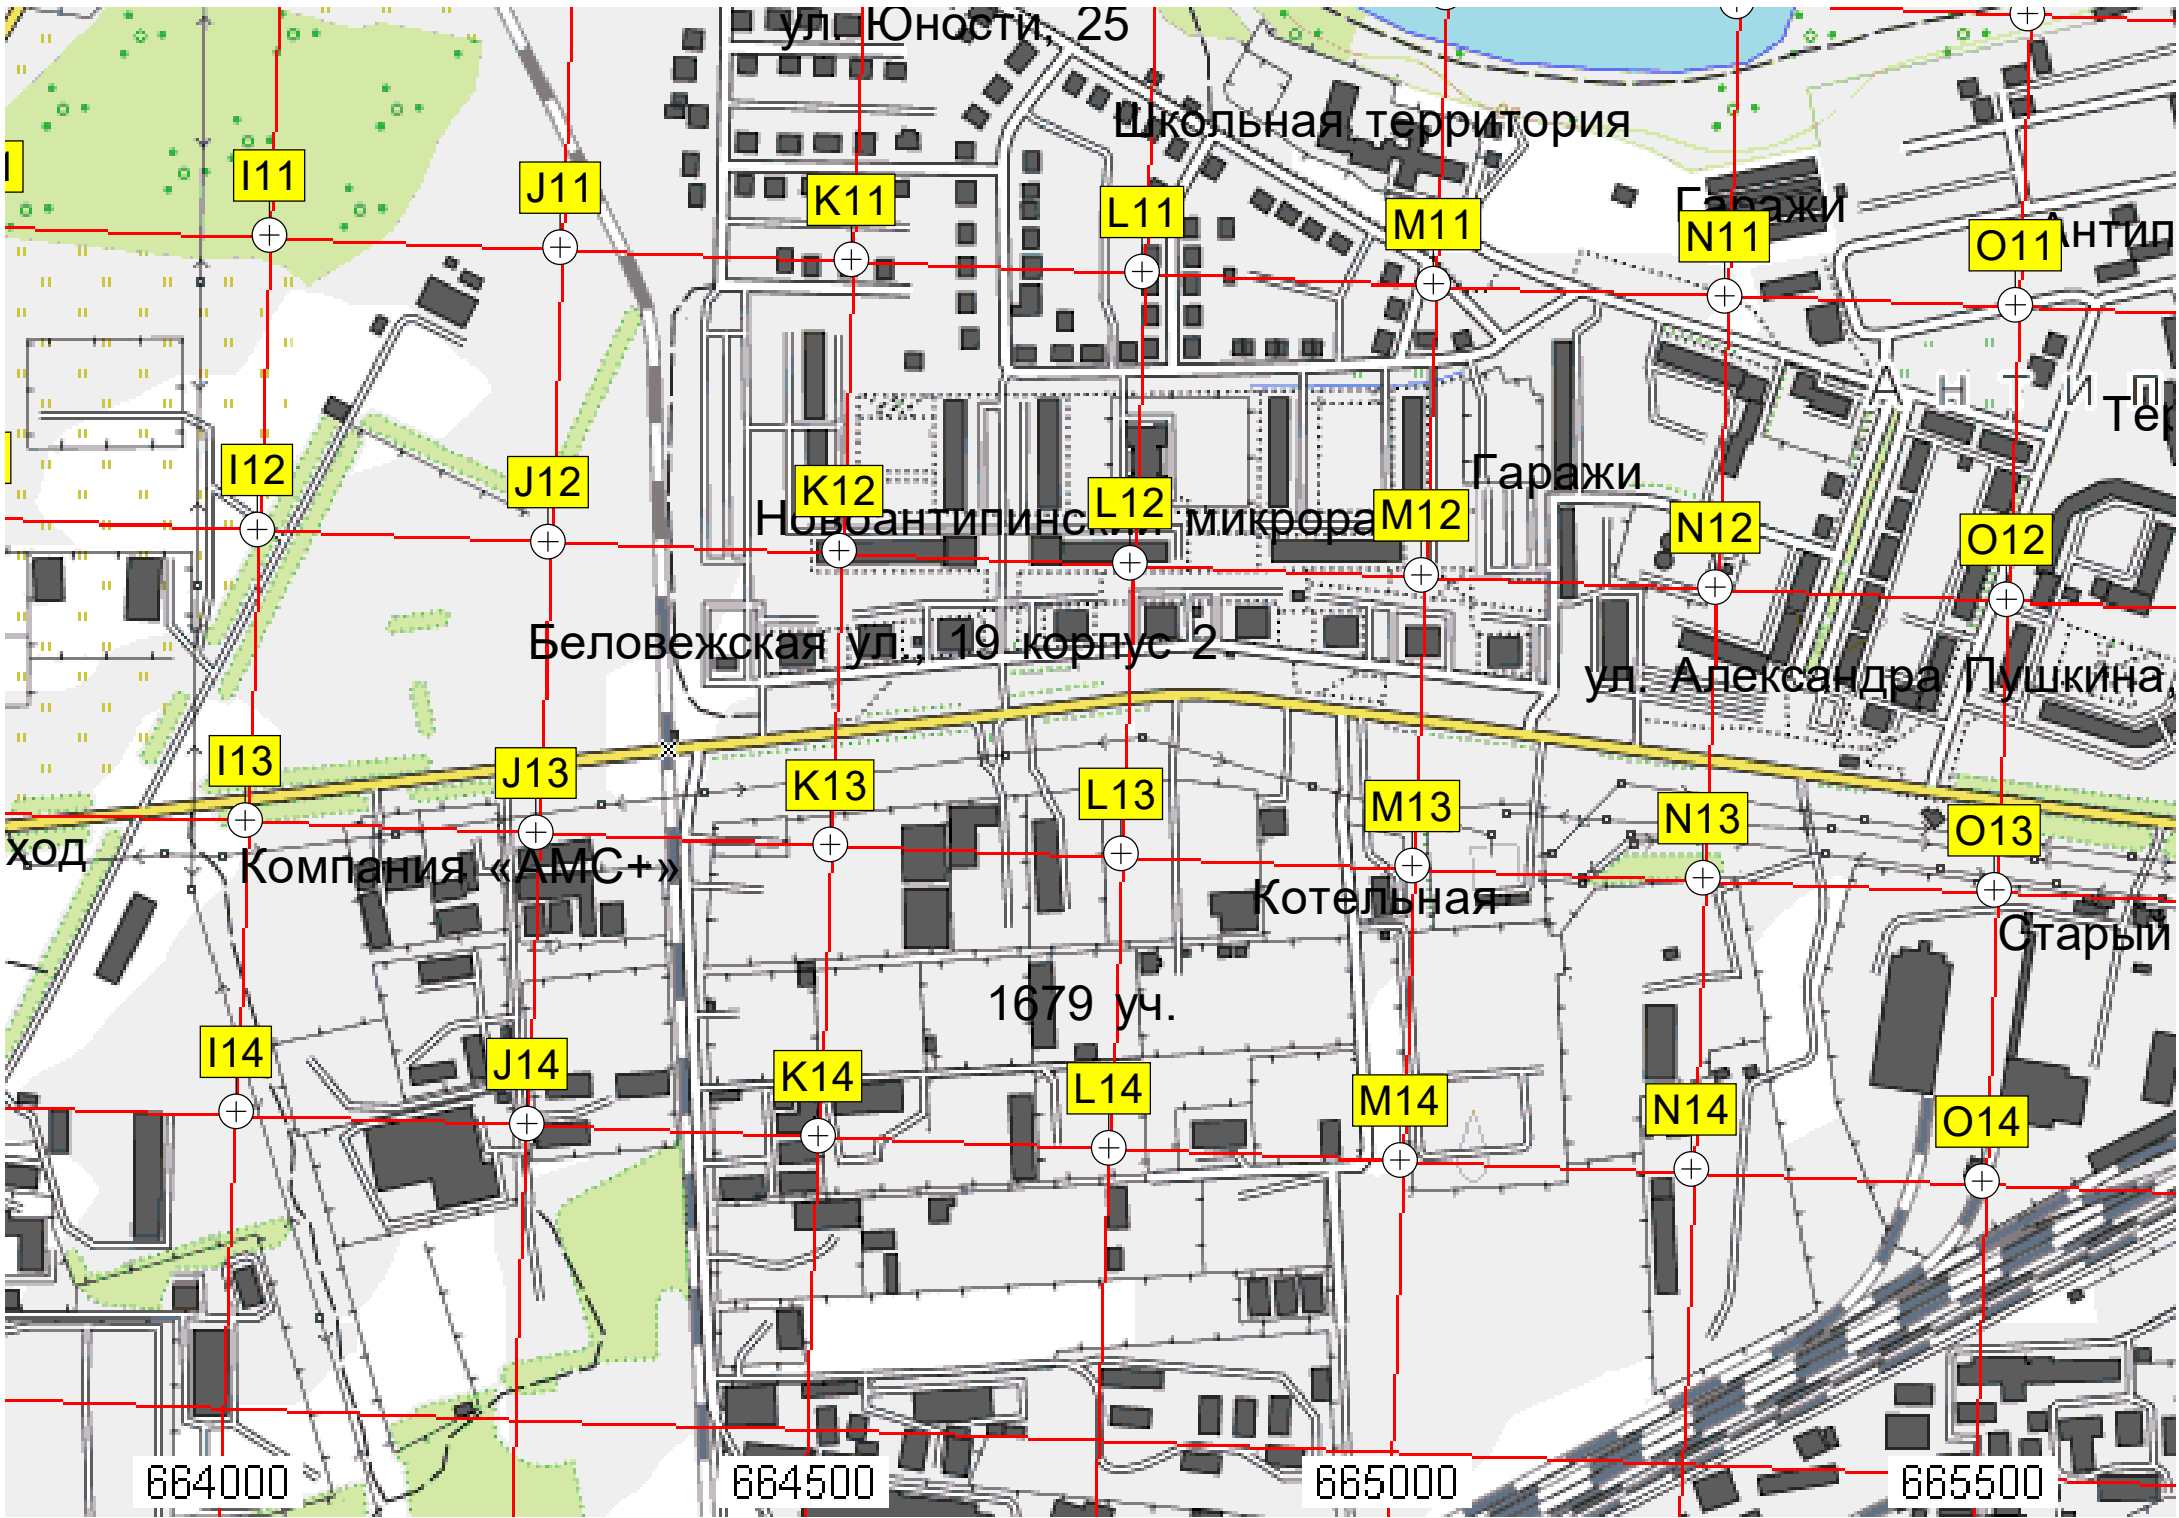 ул. Юности, 25
Школьная территория
I11
J11
K11
L11
M11
Гаражи
N11
O11
Антип
Н Т И П
Тер
I12
J12
K12
L12
M12
Гаражи
N12
O12
Новоантипинский микрора
Беловежская ул., 19 корпус 2
ул. Александра Пушкина,
I13
J13
K13
L13
M13
N13
O13
ход
Компания «АМС+»
Котельная
Старый
1679 уч.
I14
J14
K14
L14
M14
N14
O14
664000
664500
665000
665500